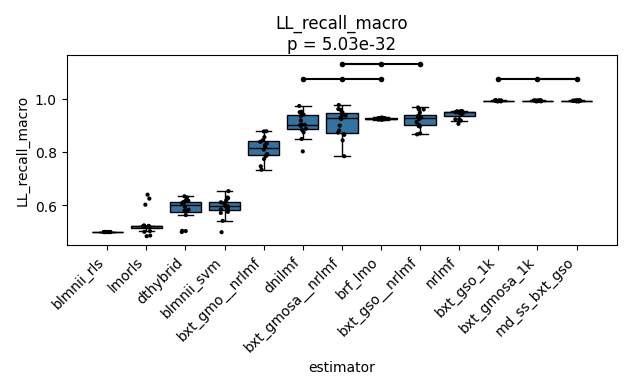 LL_recall_macro
p = 5.03e-32
LL_recall_macro
1.0
0.8
0.6
blmnii_rls
lmorls
dthybrid
blmnii_svm
bxt_gmo__nrlmf
dnilmf
bxt_gmosa__nrlmf
brf_lmo
bxt_gso__nrlmf
nrlmf
bxt_gso_1k
bxt_gmosa_1k
md_ss_bxt_gso
estimator